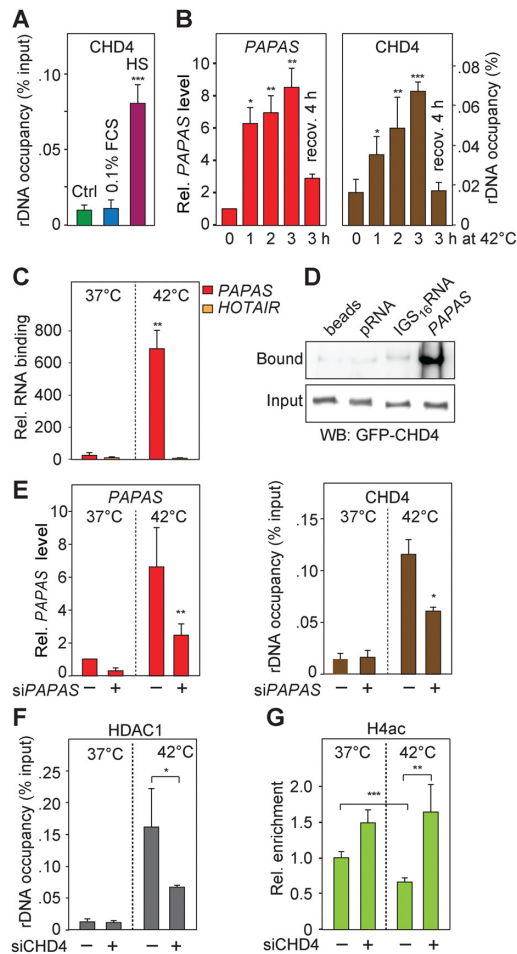 A
CHD4
rDNA occupancy (% input)
.10
.05
0
Ctrl
0.1% FCS
HS
***
B
PAPAS
CHD4
Rel. PAPAS level
10
8
6
4
2
0
*
**
**
recov. 4 h
*
**
***
recov. 4 h
.08
.06
.04
.02
0
rDNA occupancy (%)
0 1 2 3 3 h
0 1 2 3 3 h at 42°C
C
37°C 42°C
PAPAS
HOTAIR
Rel. RNA binding
800
600
400
200
0
**
D
beads
pRNA
IGS16RNA
PAPAS
Bound
Input
WB: GFP-CHD4
E
PAPAS
37°C 42°C
Rel. PAPAS level
10
8
6
4
2
0
**
siPAPAS − + − +
CHD4
37°C 42°C
rDNA occupancy (% input)
.15
.10
.05
0
*
siPAPAS − + − +
F
HDAC1
37°C 42°C
rDNA occupancy (% input)
.25
.20
.15
.10
.05
0
*
siCHD4 − + − +
G
H4ac
37°C 42°C
Rel. enrichment
2.0
1.5
1.0
0.5
0
***
**
siCHD4 − + − +